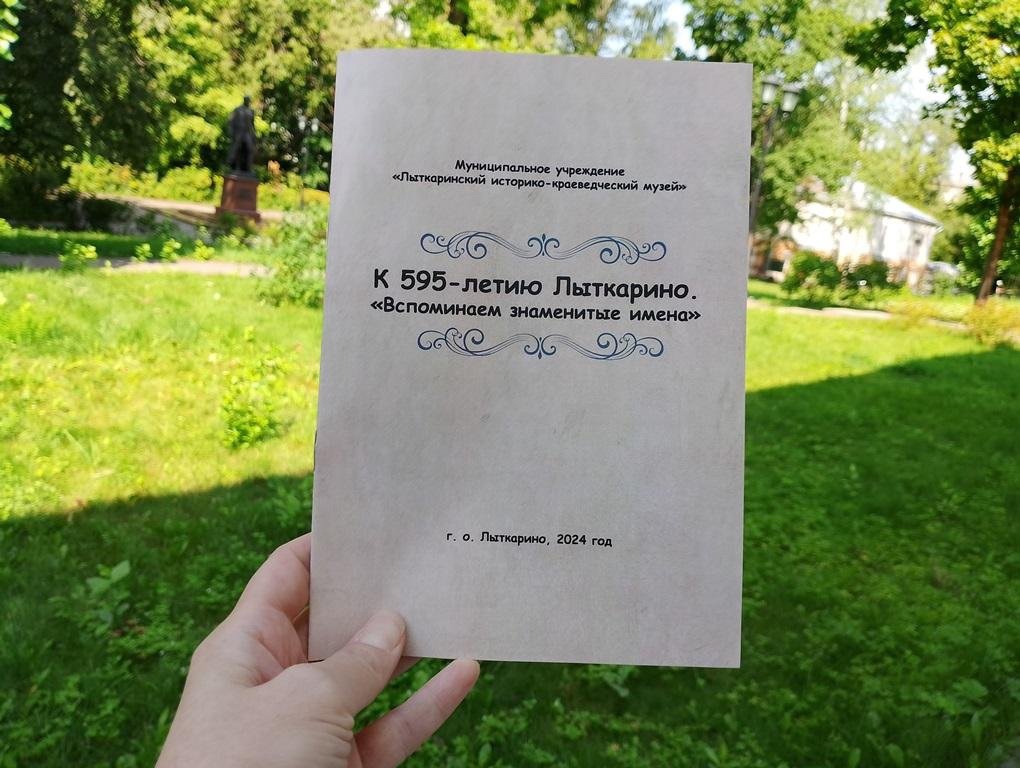 Муниципальное учреждение
«Лыткаринский историко-краеведческий музей»
К 595-летию Лыткарино.
«Вспоминаем знаменитые имена»
г. о. Лыткарино, 2024 год